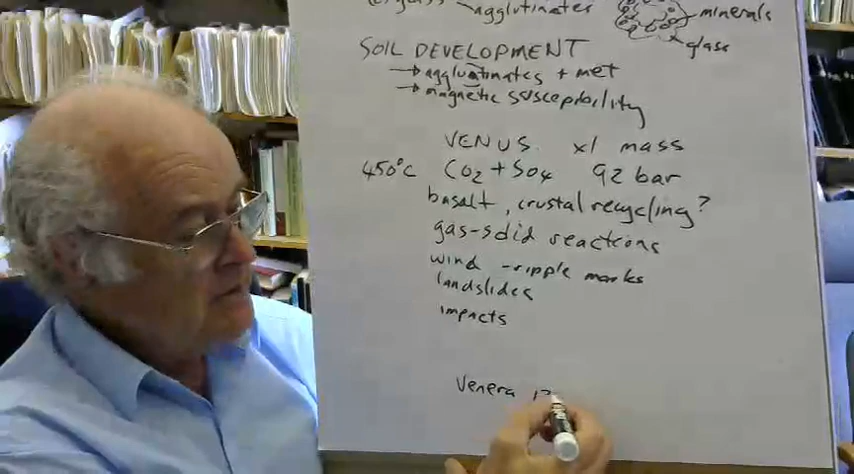 agglutinates minerals
glass
SOIL DEVELOPMENT
→ agglutinates + met
→ magnetic susceptibility
VENUS x1 mass
450°C CO2 + SO4 92 bar
basalt, crustal recycling?
gas-solid reactions
wind - ripple marks
landslides
impacts
Venera